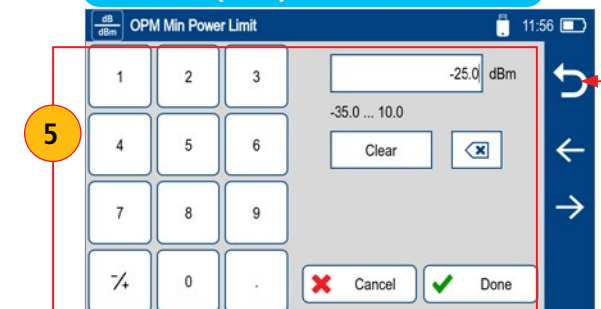 dB
dBm
OPM Min Power Limit
11:56
1 2 3
-25.0 dBm
-35.0 ... 10.0
5
4 5 6
Clear
7 8 9
-/+ 0 .
Cancel
Done